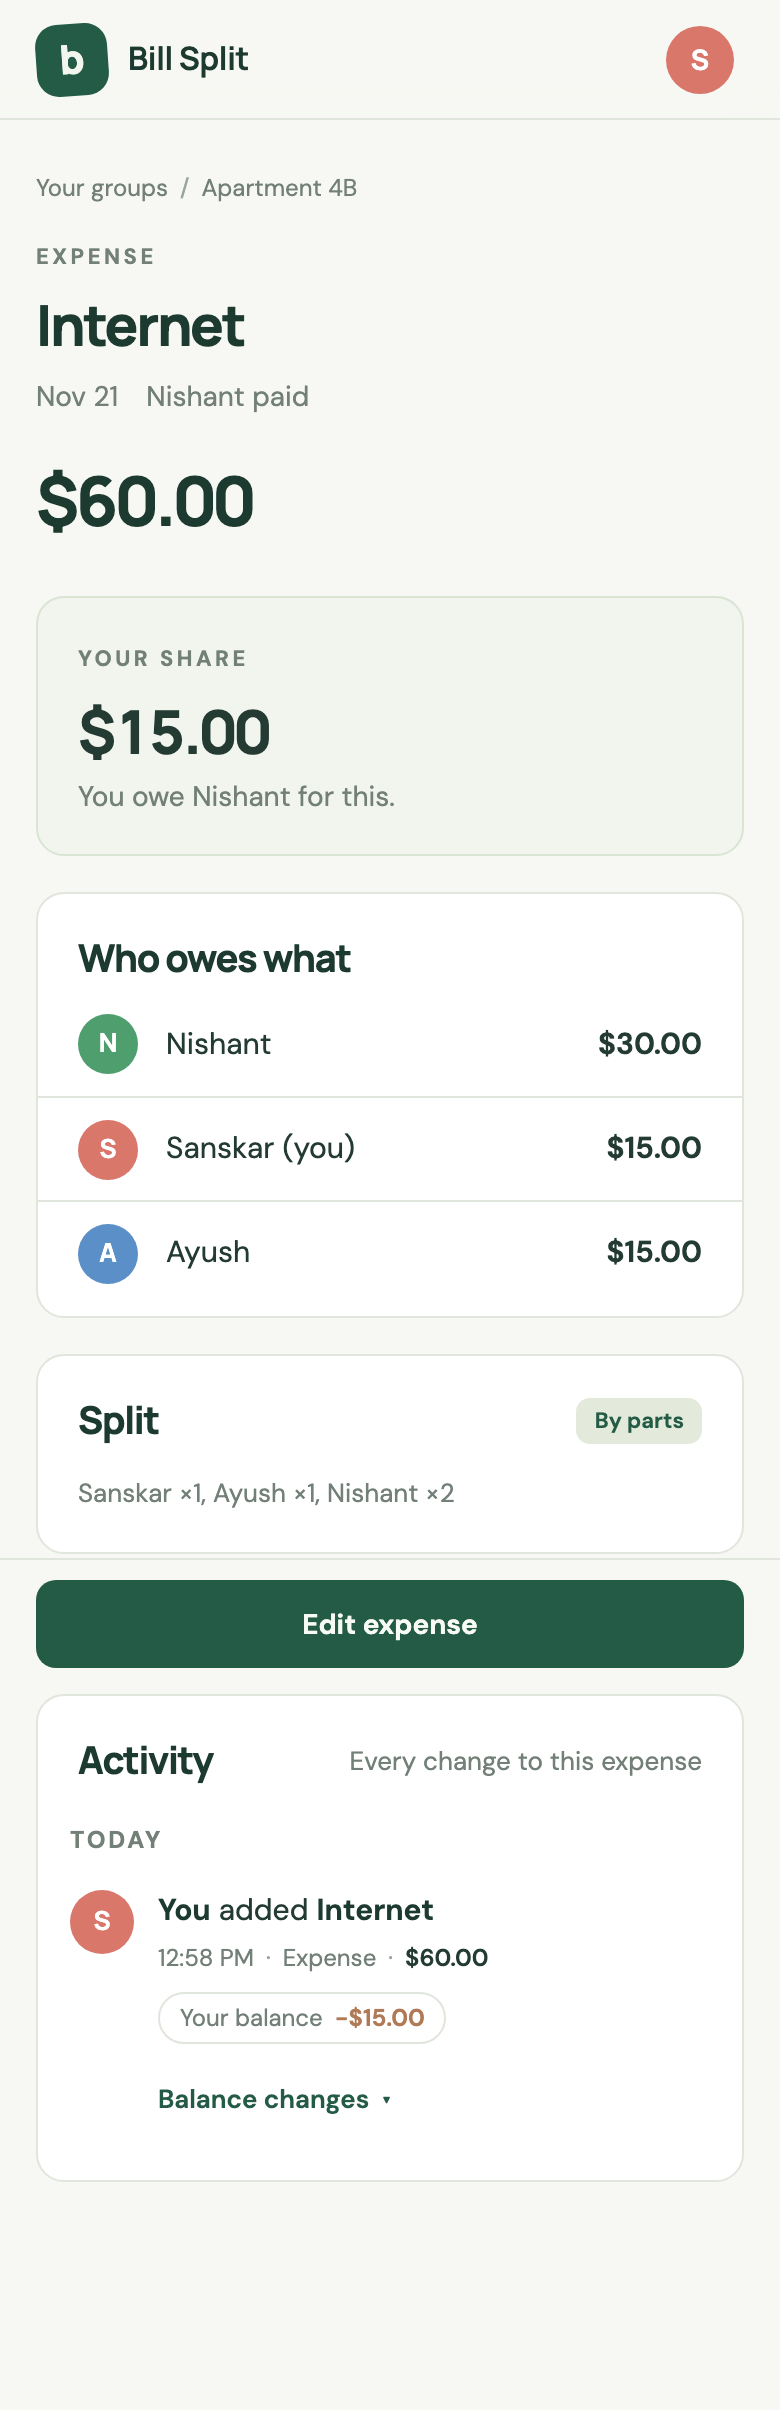 b Bill Split S
Your groups / Apartment 4B
EXPENSE
Internet
Nov 21 Nishant paid
$60.00
YOUR SHARE
$15.00
You owe Nishant for this.
Who owes what
N Nishant $30.00
S Sanskar (you) $15.00
A Ayush $15.00
Split By parts
Sanskar ×1, Ayush ×1, Nishant ×2
Edit expense
Activity Every change to this expense
TODAY
S You added Internet
12:58 PM · Expense · $60.00
Your balance -$15.00
Balance changes ▾